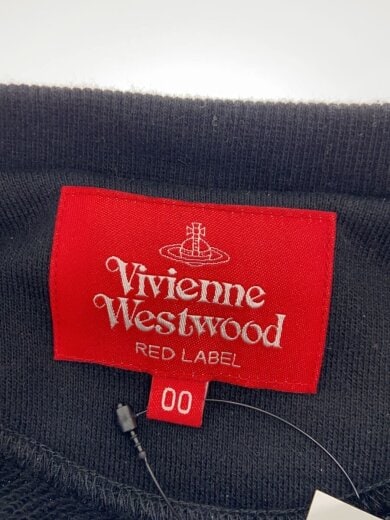 Vivienne
Westwood
RED LABEL
00